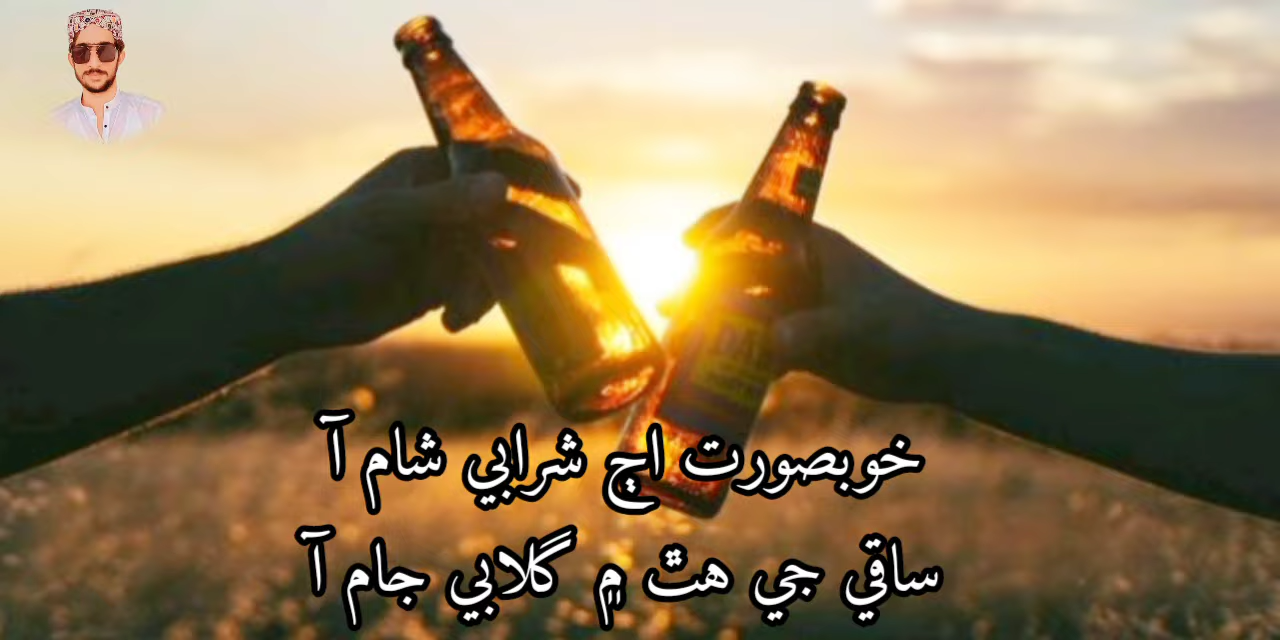 خوبصورت اڄ شرابي شام آ
ساقي جي هٿ ۾ گلابي جام آ